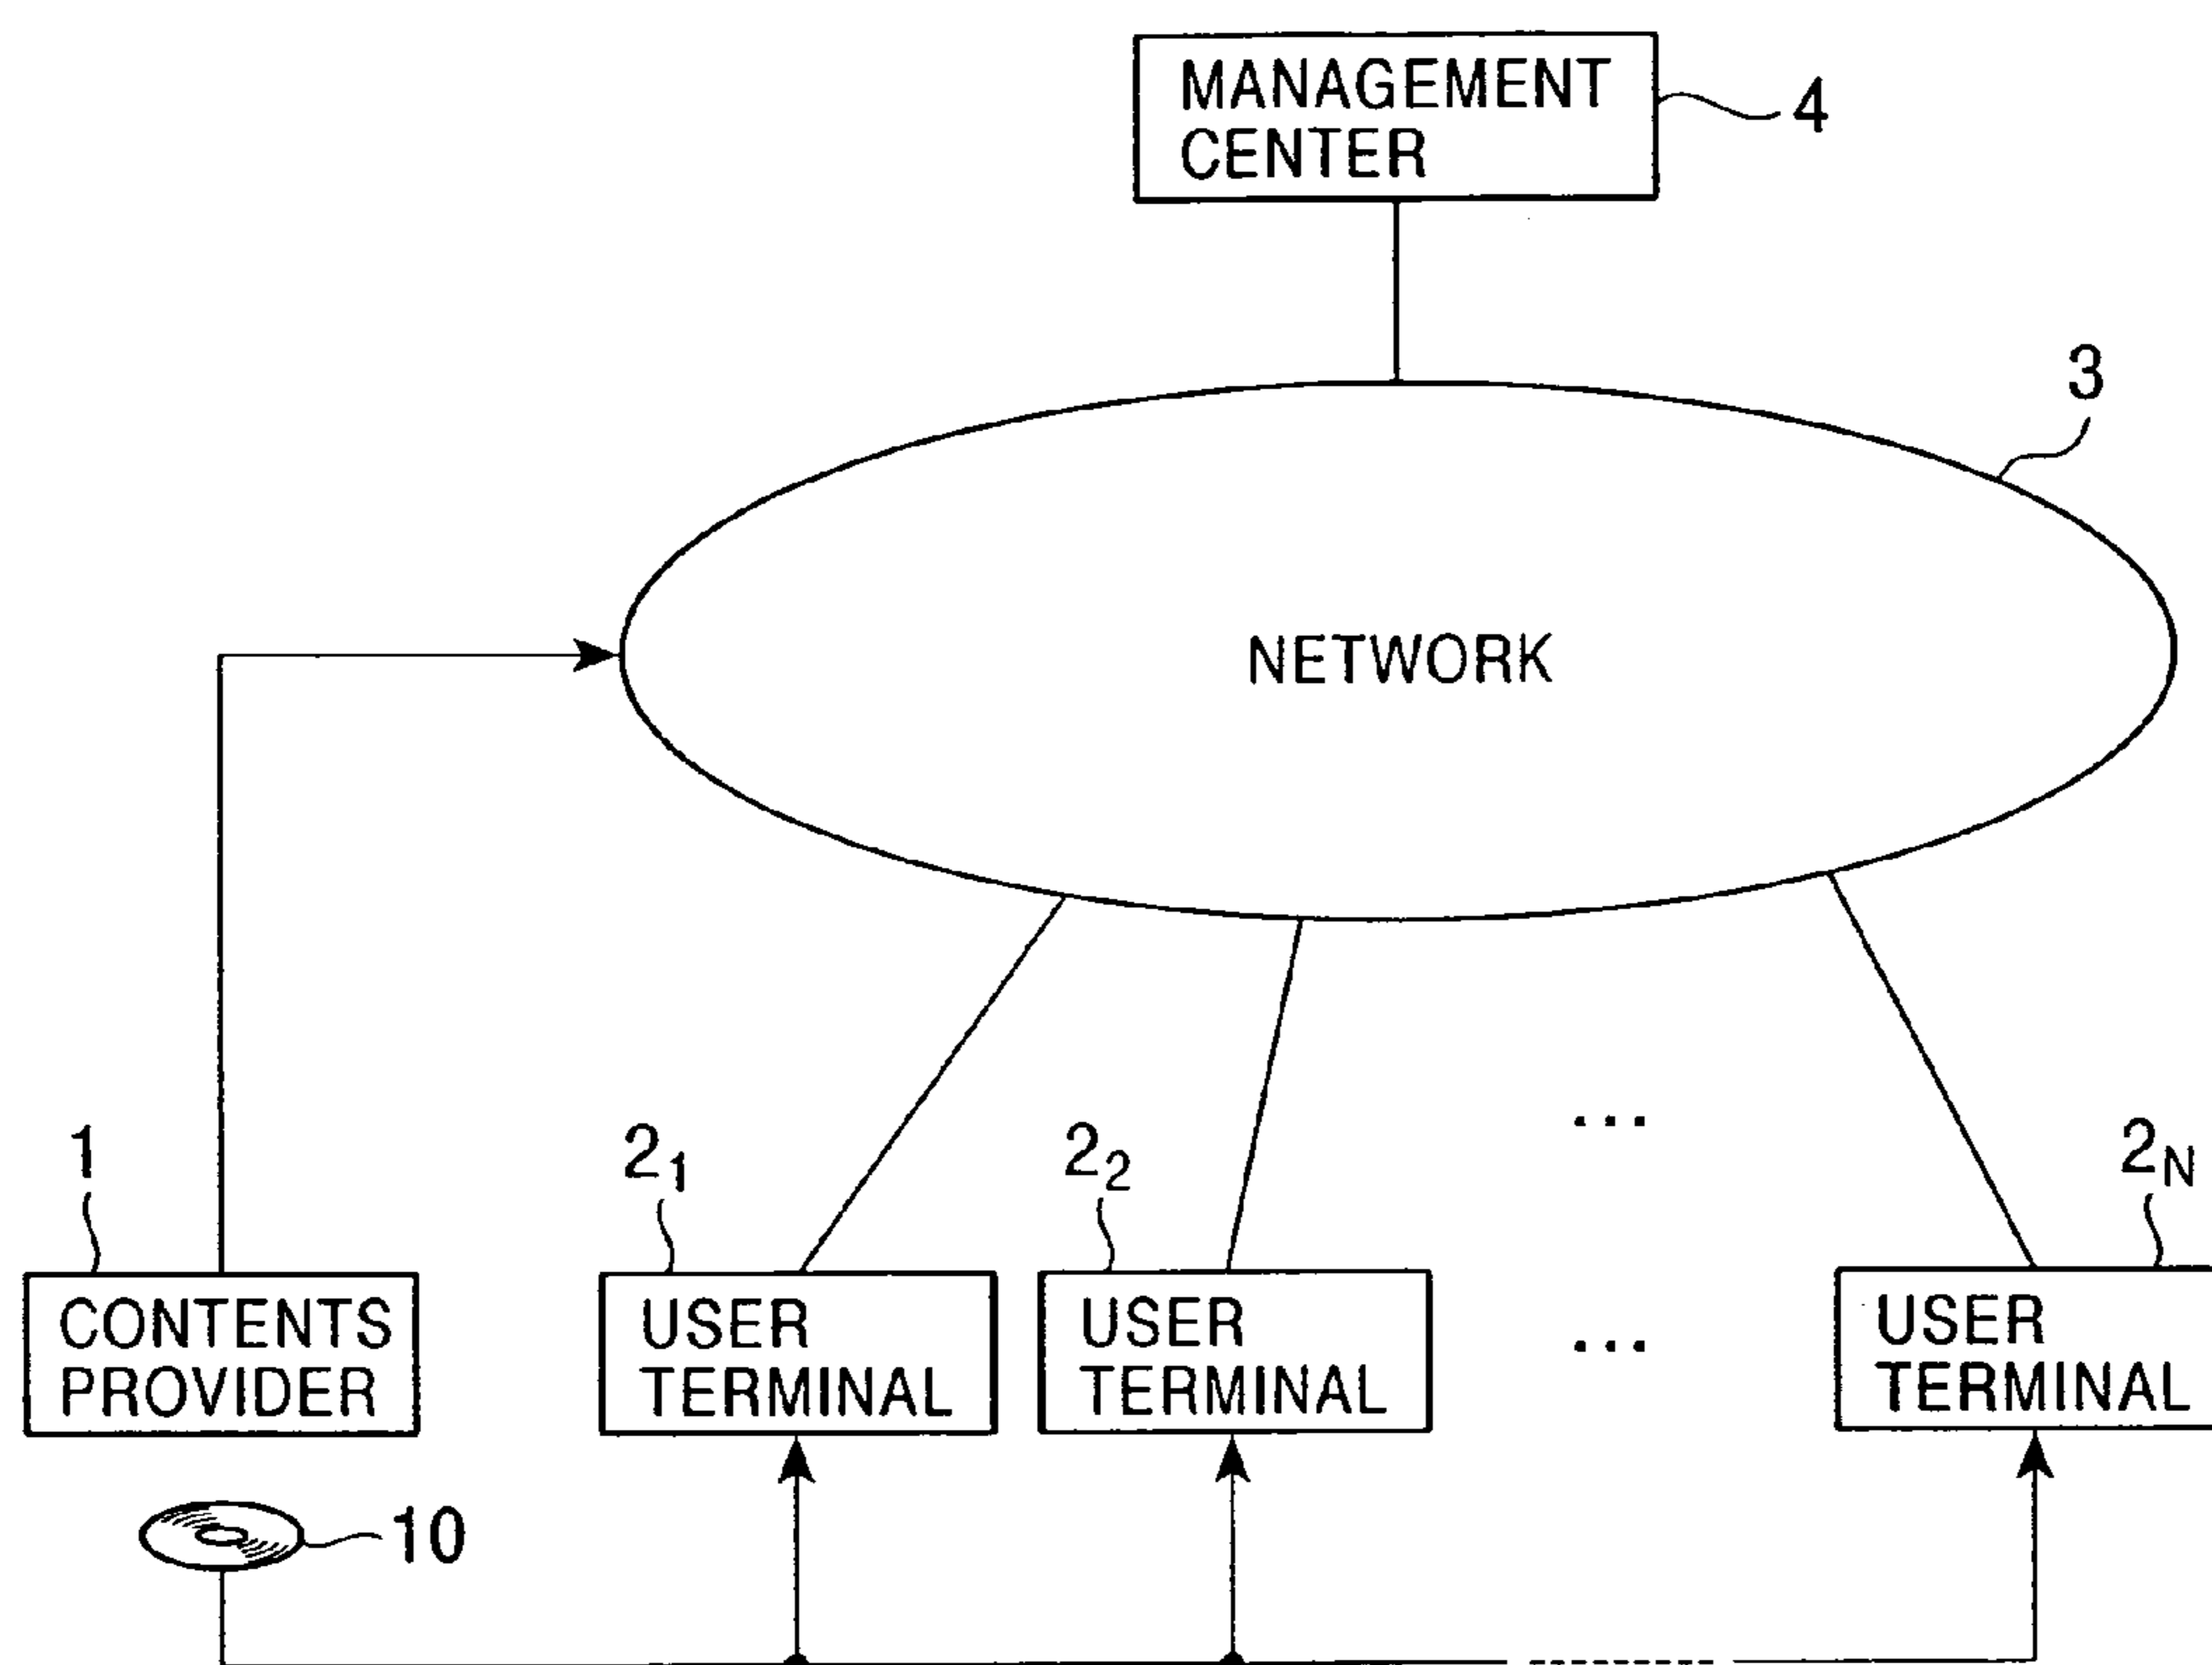 MANAGEMENT
CENTER
4
3
NETWORK
1
2₁
2₂
...
2N
CONTENTS
PROVIDER
USER
TERMINAL
USER
TERMINAL
...
USER
TERMINAL
10